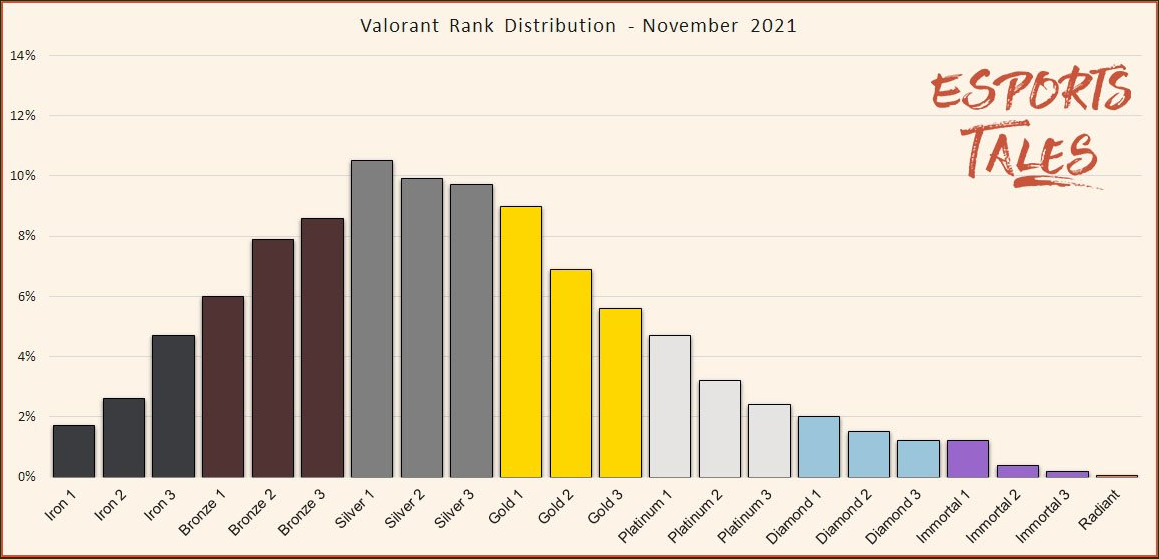 Valorant Rank Distribution - November 2021
ESPORTS
TALES
14%
12%
10%
8%
6%
4%
2%
0%
Iron 1
Iron 2
Iron 3
Bronze 1
Bronze 2
Bronze 3
Silver 1
Silver 2
Silver 3
Gold 1
Gold 2
Gold 3
Platinum 1
Platinum 2
Platinum 3
Diamond 1
Diamond 2
Diamond 3
Immortal 1
Immortal 2
Immortal 3
Radiant